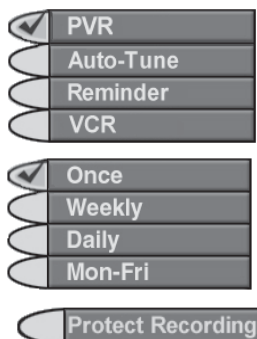 PVR
Auto-Tune
Reminder
VCR
Once
Weekly
Daily
Mon-Fri
Protect Recording